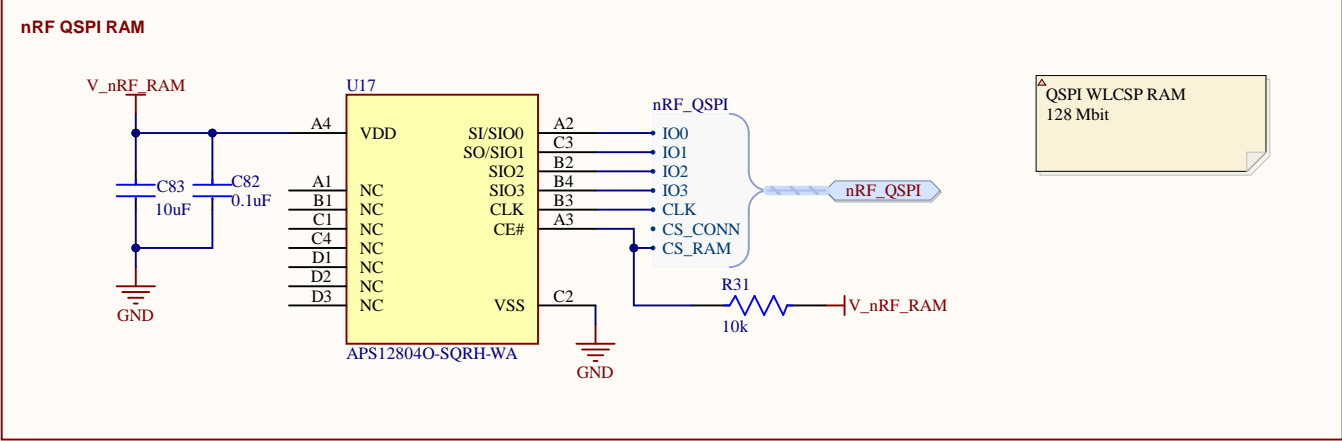 nRF QSPI RAM
V_nRF_RAM
C83
10uF
C82
0.1uF
GND
U17
A4 VDD
A1 NC
B1 NC
C1 NC
C4 NC
D1 NC
D2 NC
D3 NC
SI/SIO0 A2
SO/SIO1 C3
SIO2 B2
SIO3 B4
CLK B3
CE# A3
VSS C2
APS12804O-SQRH-WA
GND
nRF_QSPI
IO0
IO1
IO2
IO3
CLK
CS_CONN
CS_RAM
nRF_QSPI
R31
10k
V_nRF_RAM
QSPI WLCSP RAM
128 Mbit